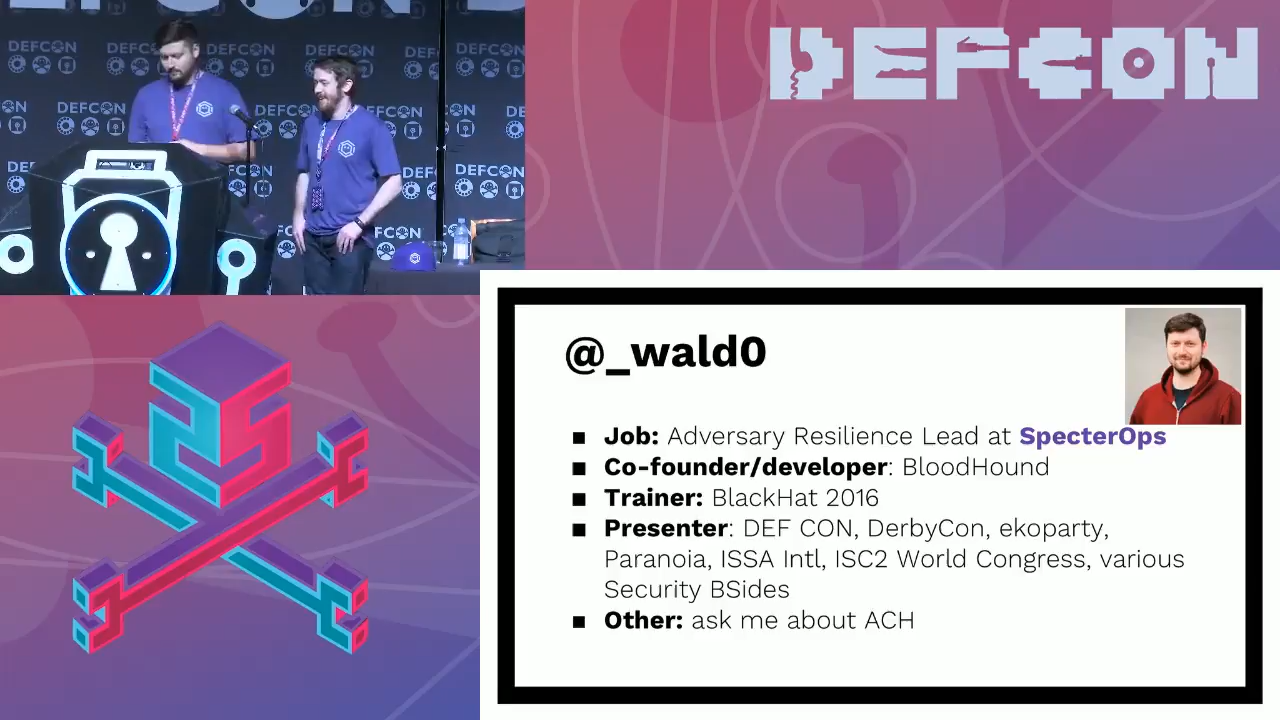 DEFCON
@_wald0
■ Job: Adversary Resilience Lead at SpecterOps
■ Co-founder/developer: BloodHound
■ Trainer: BlackHat 2016
■ Presenter: DEF CON, DerbyCon, ekoparty,
Paranoia, ISSA Intl, ISC2 World Congress, various
Security BSides
■ Other: ask me about ACH